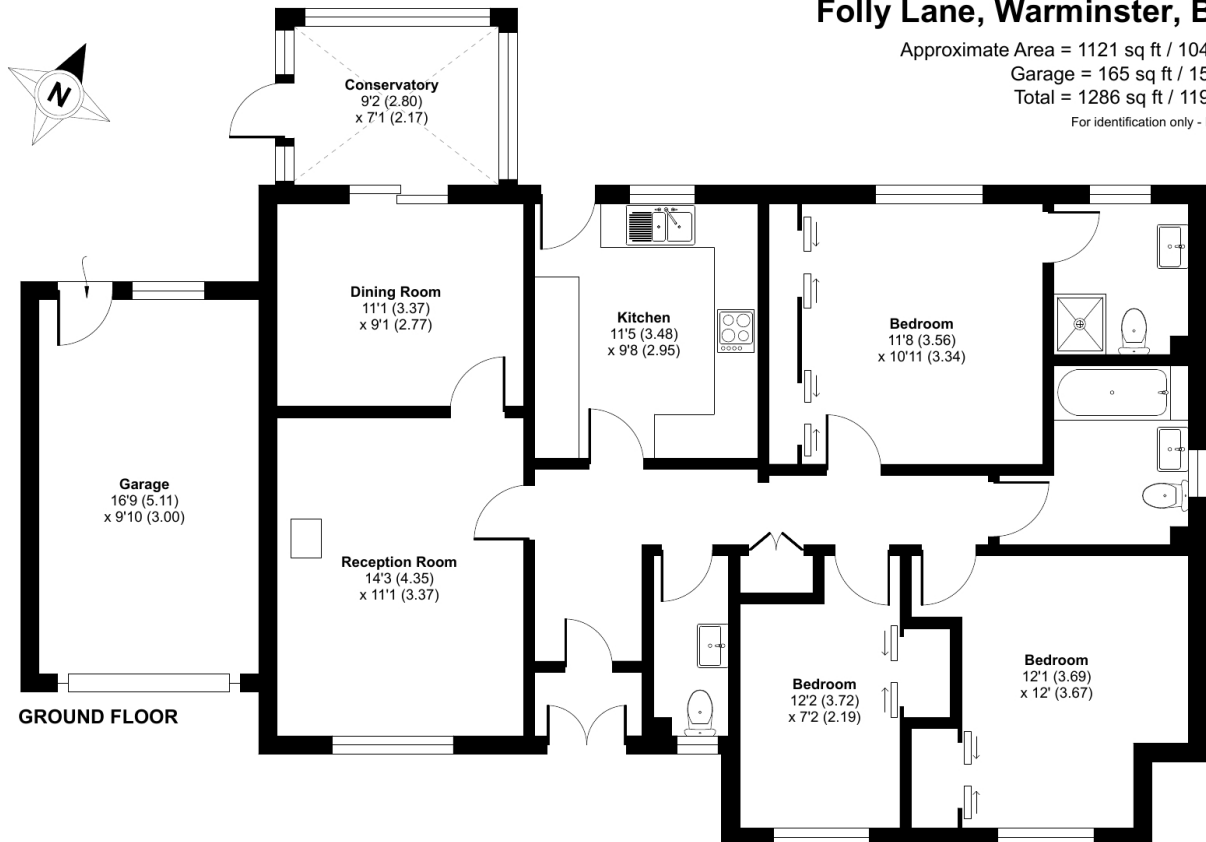 Folly Lane, Warminster, B
Approximate Area = 1121 sq ft / 104
Garage = 165 sq ft / 15
Total = 1286 sq ft / 119
For identification only -
N
Conservatory
9'2 (2.80)
x 7'1 (2.17)
Dining Room
11'1 (3.37)
x 9'1 (2.77)
Kitchen
11'5 (3.48)
x 9'8 (2.95)
Bedroom
11'8 (3.56)
x 10'11 (3.34)
Garage
16'9 (5.11)
x 9'10 (3.00)
Reception Room
14'3 (4.35)
x 11'1 (3.37)
Bedroom
12'2 (3.72)
x 7'2 (2.19)
Bedroom
12'1 (3.69)
x 12' (3.67)
GROUND FLOOR